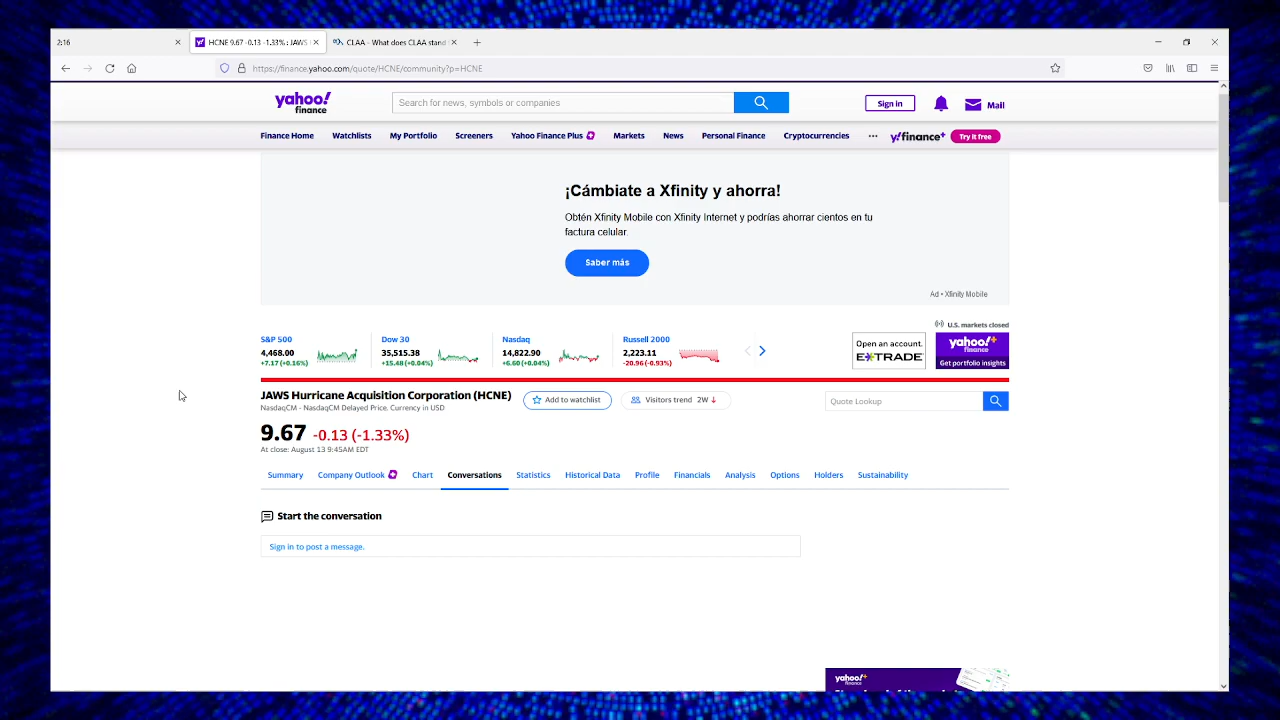 2:16
HCNE 9.67 -0.13 -1.33% : JAWS
CLAA - What does CLAA stand
https://finance.yahoo.com/quote/HCNE/community?p=HCNE
yahoo!
finance
Search for news, symbols or companies
Sign in
Mail
Finance Home Watchlists My Portfolio Screeners Yahoo Finance Plus Markets News Personal Finance Cryptocurrencies ... y!finance+ Try it free
¡Cámbiate a Xfinity y ahorra!
Obtén Xfinity Mobile con Xfinity Internet y podrías ahorrar cientos en tu
factura celular.
Saber más
Ad • Xfinity Mobile
U.S. markets closed
S&P 500
4,468.00
+7.17 (+0.16%)
Dow 30
35,515.38
+15.48 (+0.04%)
Nasdaq
14,822.90
+6.60 (+0.04%)
Russell 2000
2,223.11
-20.96 (-0.93%)
Open an account.
E*TRADE
yahoo!+
finance
Get portfolio insights
JAWS Hurricane Acquisition Corporation (HCNE)
NasdaqCM - NasdaqCM Delayed Price. Currency in USD
Add to watchlist
Visitors trend 2W ↓
Quote Lookup
9.67 -0.13 (-1.33%)
At close: August 13 9:45AM EDT
Summary Company Outlook Chart Conversations Statistics Historical Data Profile Financials Analysis Options Holders Sustainability
Start the conversation
Sign in to post a message.
yahoo!+
finance